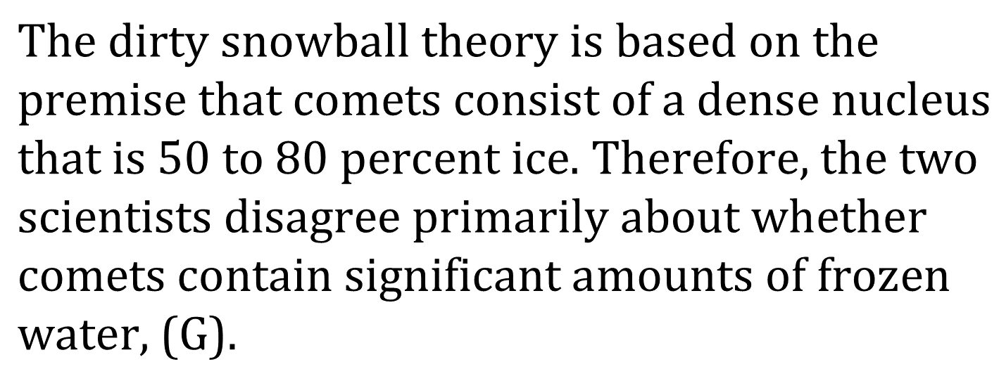 The dirty snowball theory is based on the
premise that comets consist of a dense nucleus
that is 50 to 80 percent ice. Therefore, the two
scientists disagree primarily about whether
comets contain significant amounts of frozen
water, (G).